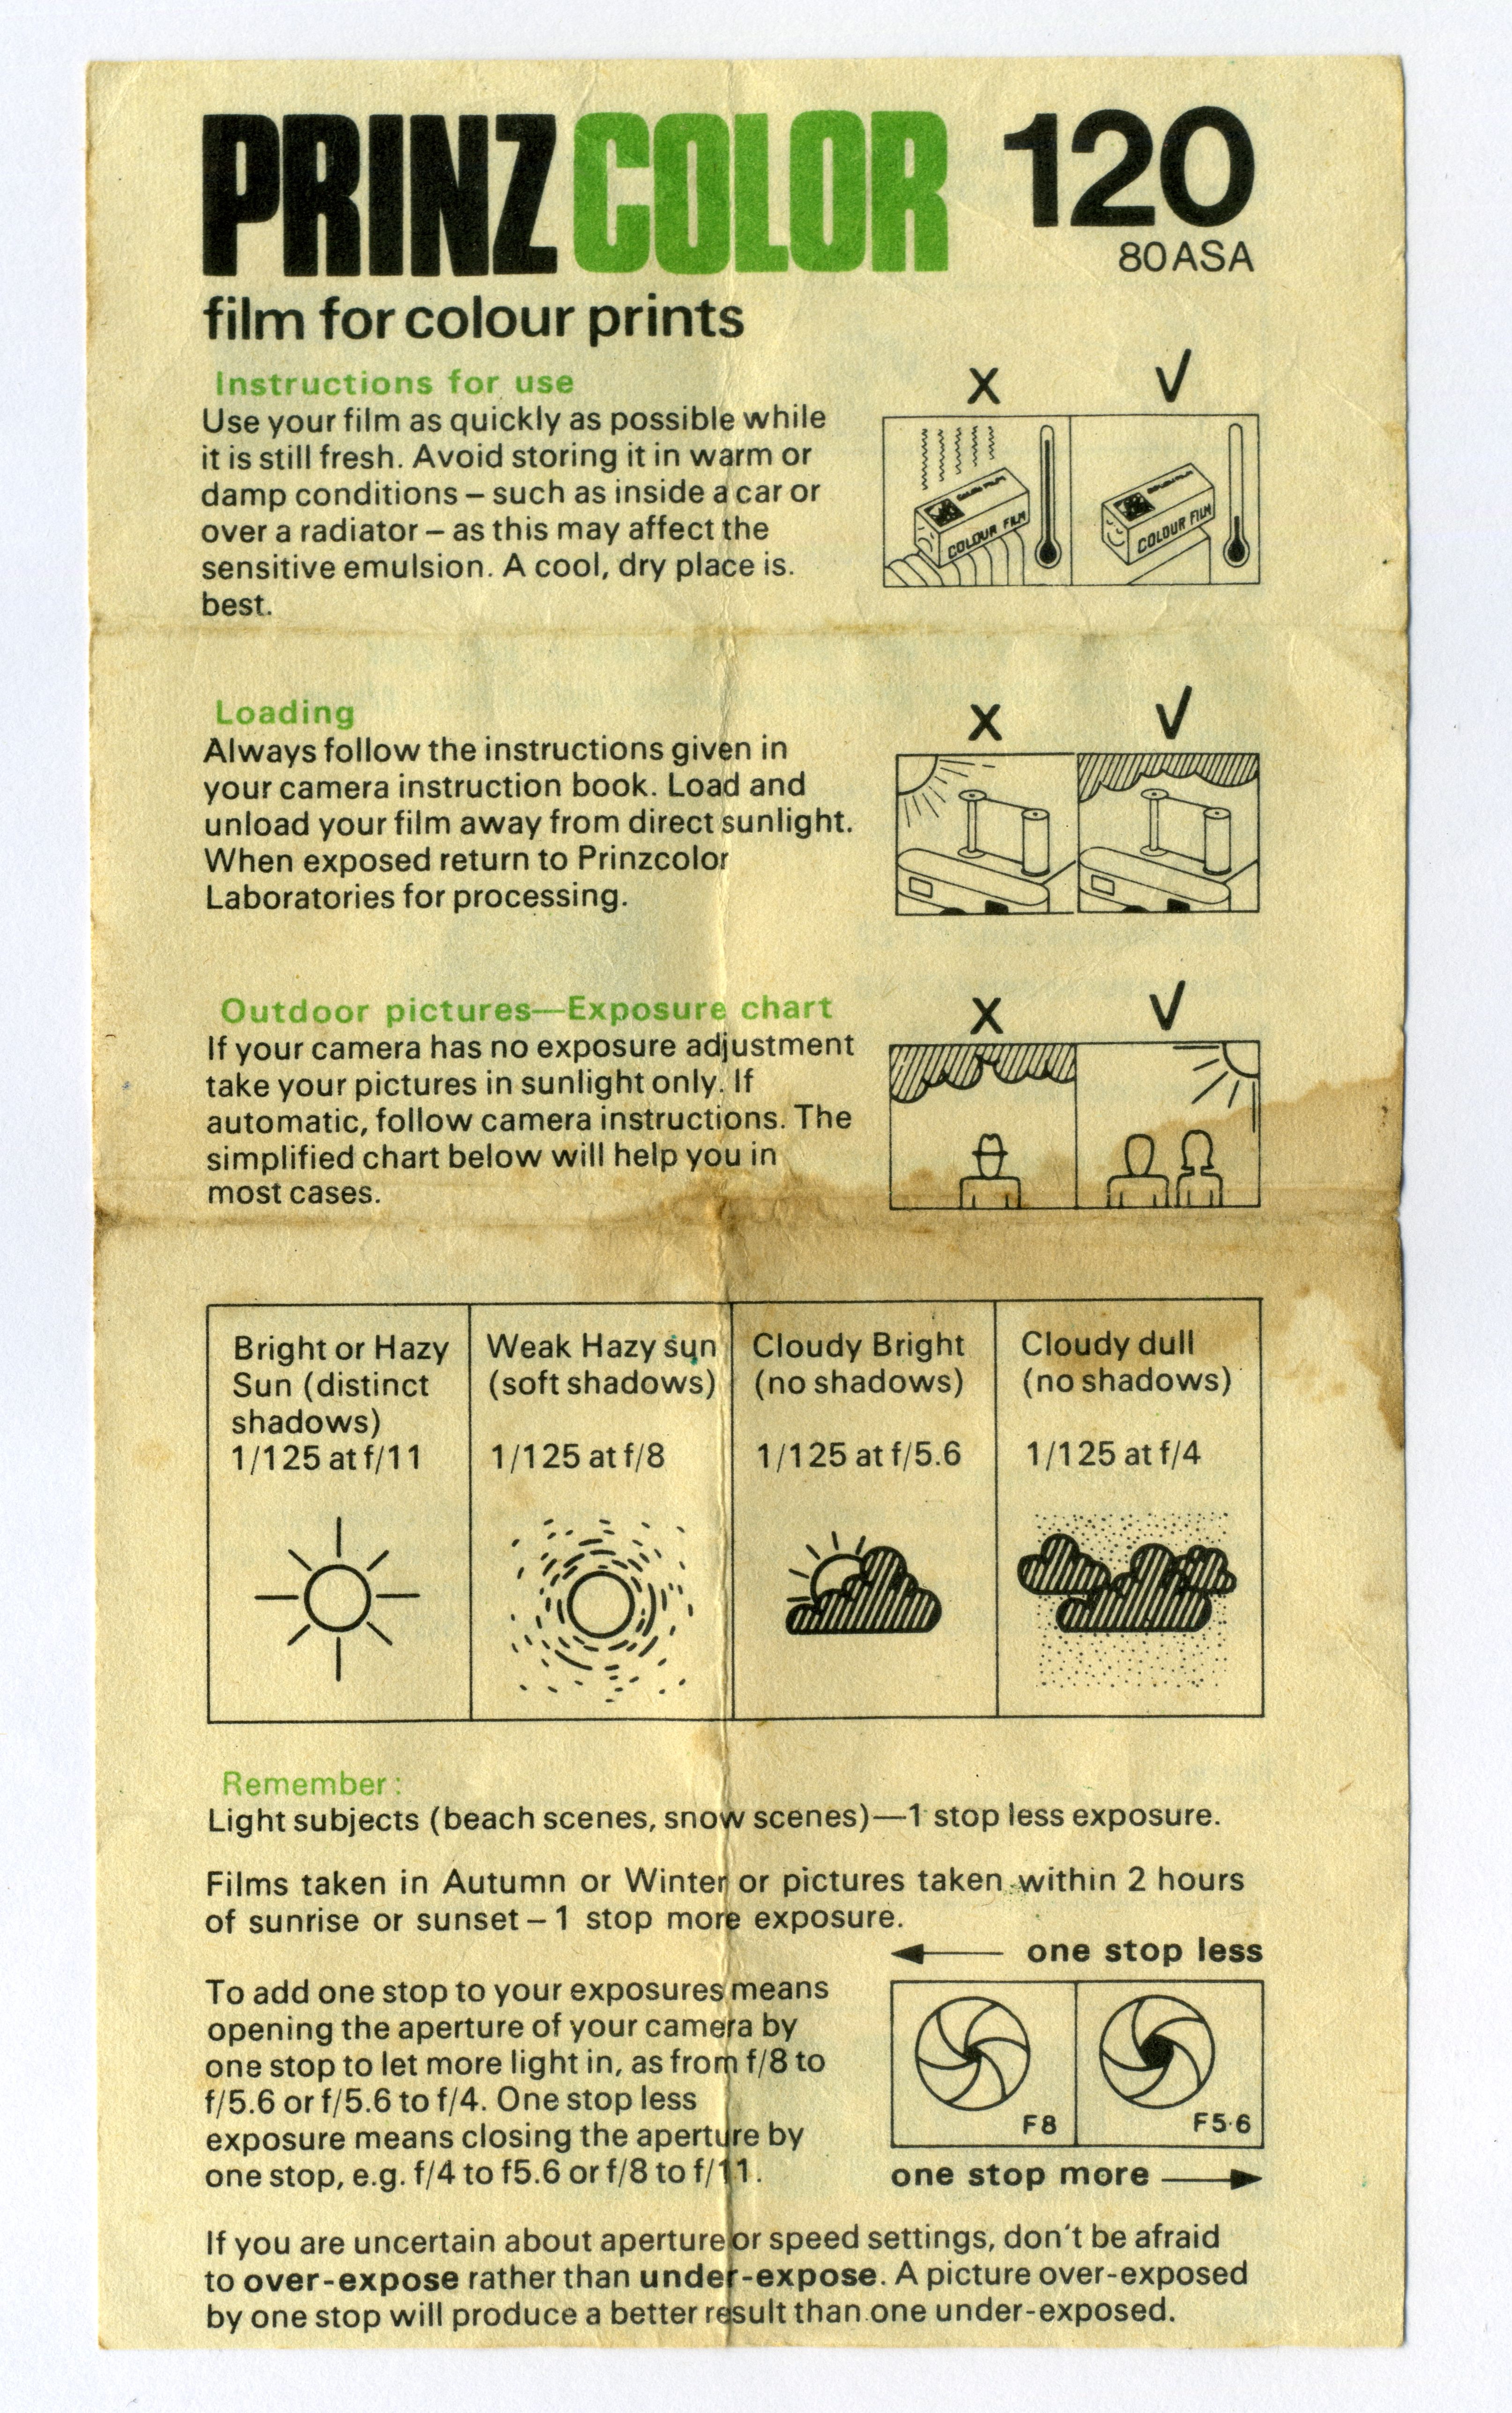 PRINZCOLOR 120
80 ASA
film for colour prints
Instructions for use
Use your film as quickly as possible while
it is still fresh. Avoid storing it in warm or
damp conditions – such as inside a car or
over a radiator – as this may affect the
sensitive emulsion. A cool, dry place is.
best.
X √
COLOUR FILM
COLOUR FILM
Loading
Always follow the instructions given in
your camera instruction book. Load and
unload your film away from direct sunlight.
When exposed return to Prinzcolor
Laboratories for processing.
X √
Outdoor pictures—Exposure chart
If your camera has no exposure adjustment
take your pictures in sunlight only. If
automatic, follow camera instructions. The
simplified chart below will help you in
most cases.
X √
Bright or Hazy
Sun (distinct
shadows)
1/125 at f/11
Weak Hazy sun
(soft shadows)
1/125 at f/8
Cloudy Bright
(no shadows)
1/125 at f/5.6
Cloudy dull
(no shadows)
1/125 at f/4
Remember:
Light subjects (beach scenes, snow scenes)—1 stop less exposure.
Films taken in Autumn or Winter or pictures taken within 2 hours
of sunrise or sunset – 1 stop more exposure.
To add one stop to your exposures means
opening the aperture of your camera by
one stop to let more light in, as from f/8 to
f/5.6 or f/5.6 to f/4. One stop less
exposure means closing the aperture by
one stop, e.g. f/4 to f5.6 or f/8 to f/11.
one stop less
F8
F5·6
one stop more
If you are uncertain about aperture or speed settings, don't be afraid
to over-expose rather than under-expose. A picture over-exposed
by one stop will produce a better result than one under-exposed.